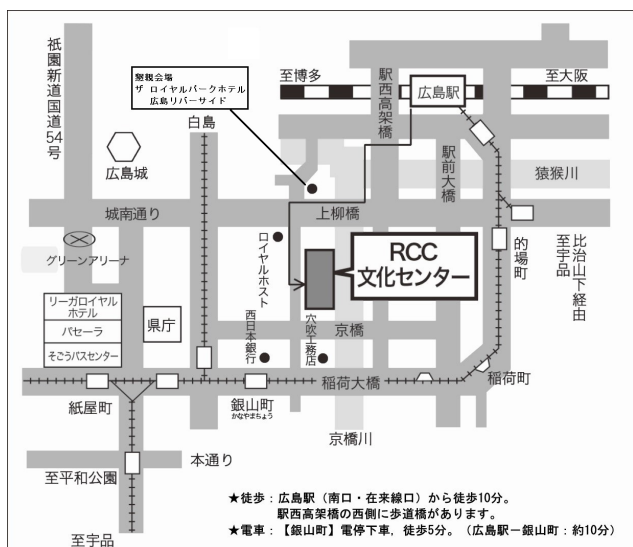 祇園新道国道54号
懇親会場
ザ ロイヤルパークホテル
広島リバーサイド
至博多
駅西高架橋
広島駅
至大阪
白島
広島城
駅前大橋
猿猴川
城南通り
上柳橋
グリーンアリーナ
ロイヤルホスト
RCC
文化センター
的場町
比治山下経由
至宇品
リーガロイヤル
ホテル
パセーラ
そごうバスセンター
県庁
西日本銀行
穴吹工務店
京橋
紙屋町
銀山町
かなやまちょう
稲荷大橋
稲荷町
京橋川
本通り
至平和公園
至宇品
★徒歩:広島駅(南口・在来線口)から徒歩10分。
駅西高架橋の西側に歩道橋があります。
★電車:【銀山町】電停下車,徒歩5分。(広島駅ー銀山町:約10分)